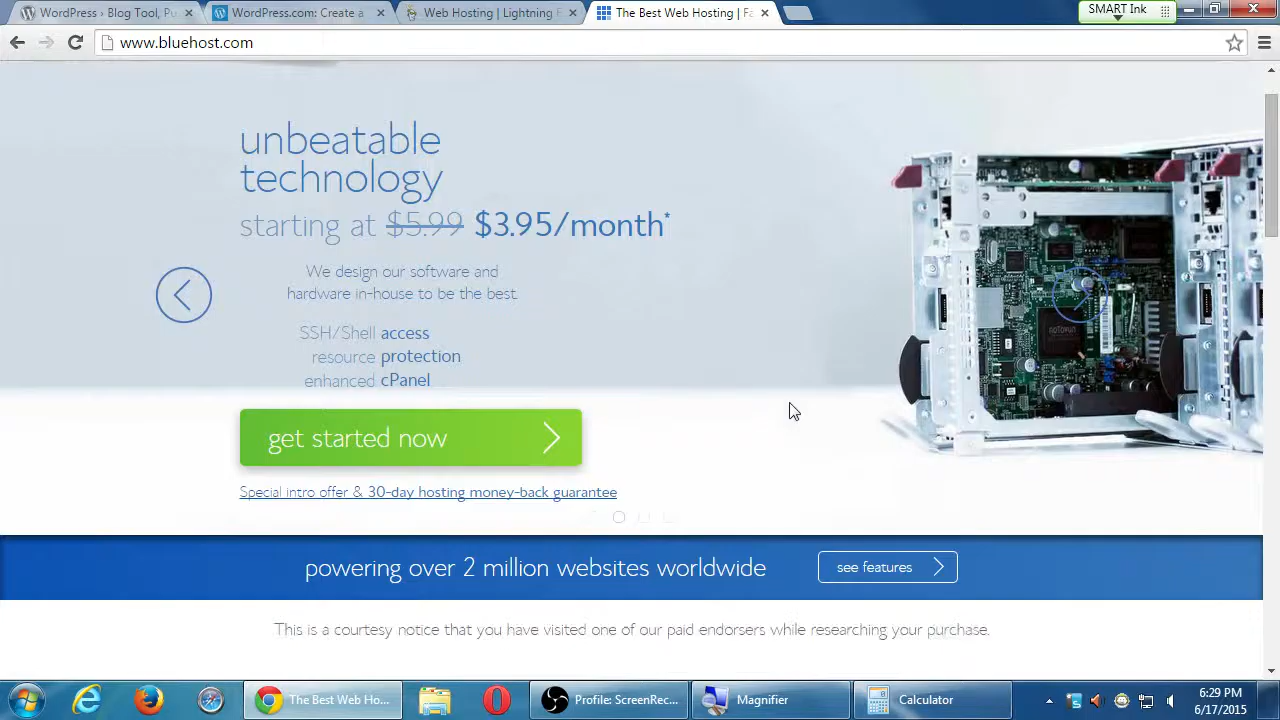 WordPress › Blog Tool, Pu
WordPress.com: Create a
Web Hosting | Lightning F
The Best Web Hosting | Fa
SMART Ink
www.bluehost.com
unbeatable
technology
starting at $5.99 $3.95/month*
We design our software and
hardware in-house to be the best.
SSH/Shell access
resource protection
enhanced cPanel
get started now
Special intro offer & 30-day hosting money-back guarantee
powering over 2 million websites worldwide
see features
This is a courtesy notice that you have visited one of our paid endorsers while researching your purchase.
The Best Web Ho...
Profile: ScreenRec...
Magnifier
Calculator
6:29 PM
6/17/2015